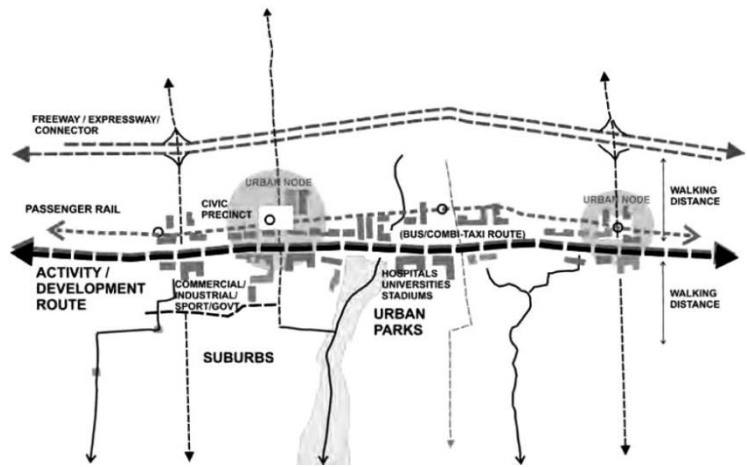 FREEWAY / EXPRESSWAY/
CONNECTOR
URBAN NODE
CIVIC
PRECINCT
PASSENGER RAIL
URBAN NODE
WALKING
DISTANCE
(BUS/COMBI-TAXI ROUTE)
ACTIVITY /
DEVELOPMENT
ROUTE
COMMERCIAL/
INDUSTRIAL/
SPORT/GOVT
HOSPITALS
UNIVERSITIES
STADIUMS
WALKING
DISTANCE
URBAN
PARKS
SUBURBS